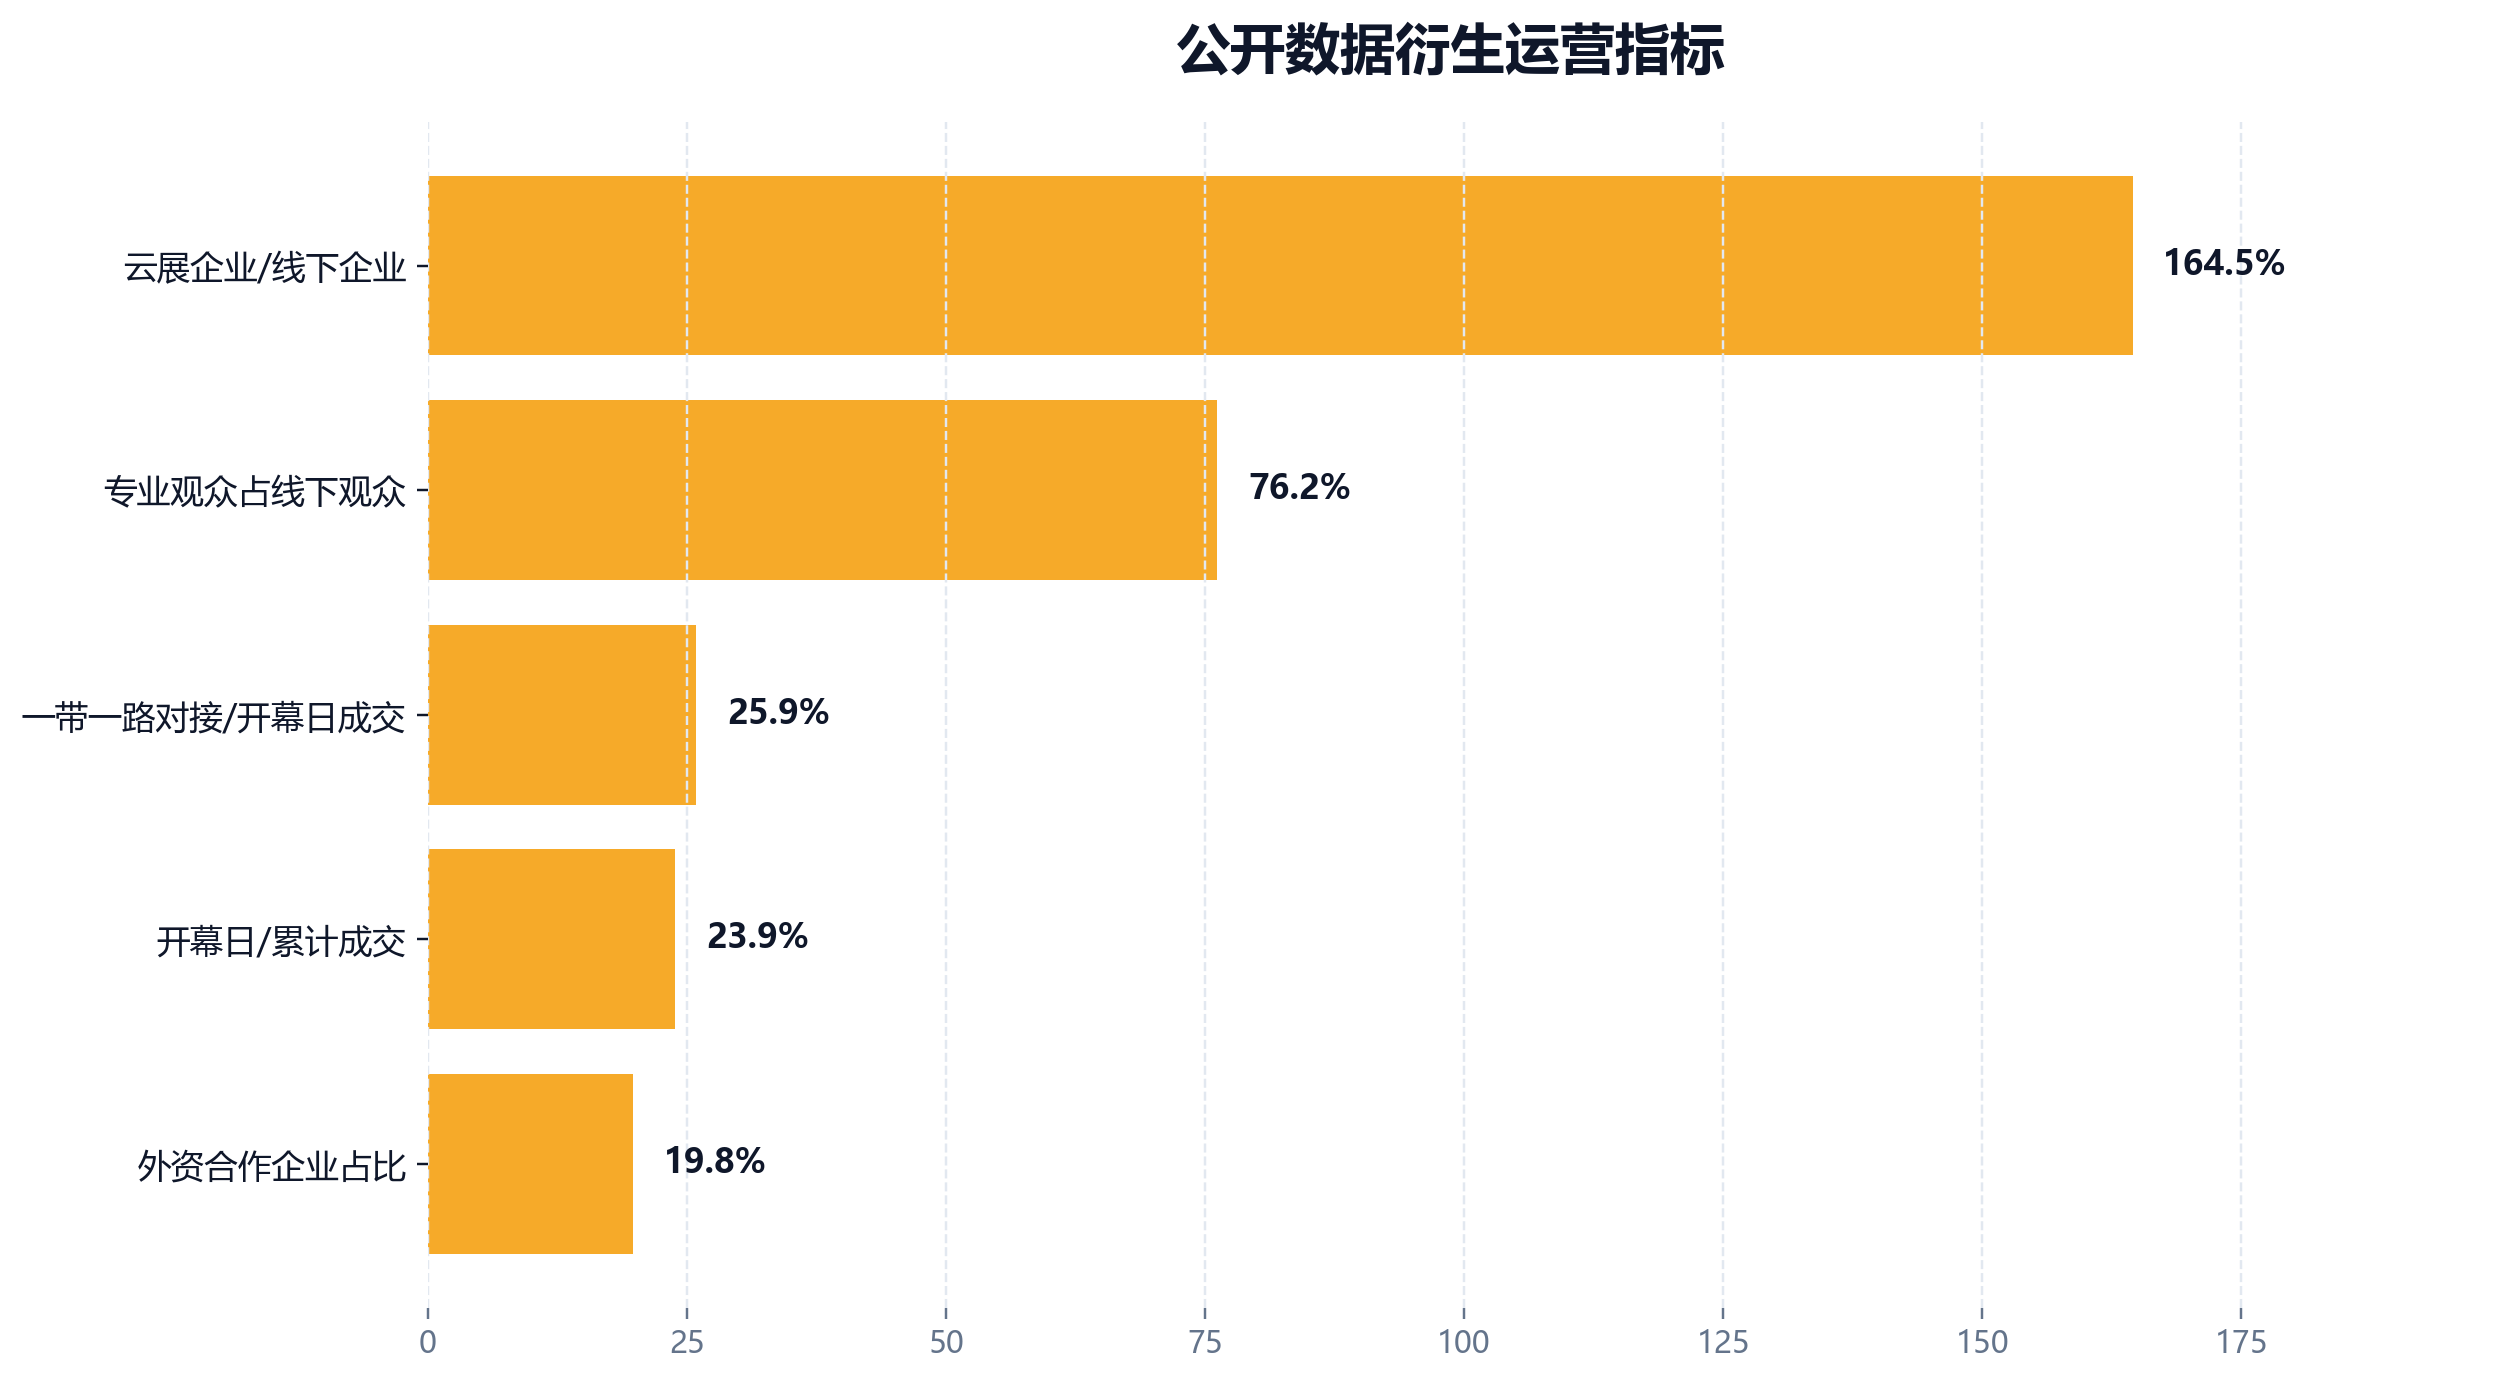 公开数据衍生运营指标
云展企业/线下企业
164.5%
专业观众占线下观众
76.2%
一带一路对接/开幕日成交
25.9%
开幕日/累计成交
23.9%
外资合作企业占比
19.8%
0 25 50 75 100 125 150 175